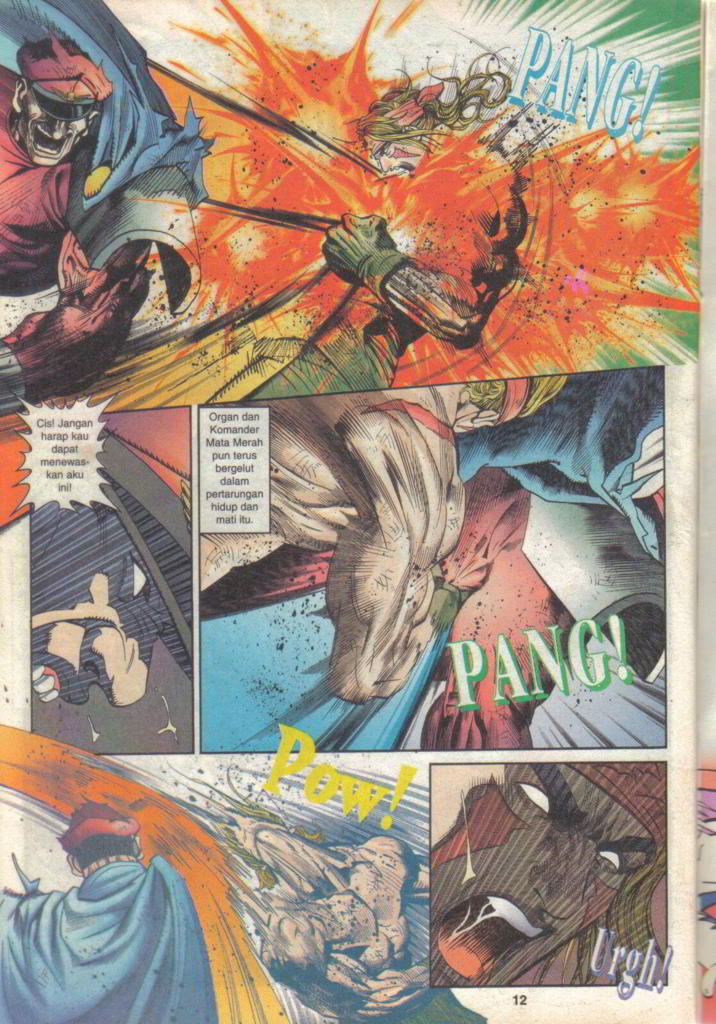 PANG!
Cis! Jangan
harap kau
dapat
menewas-
kan aku
ini!
Organ dan
Komander
Mata Merah
pun terus
bergelut
dalam
pertarungan
hidup dan
mati itu.
PANG!
Pow!
Urgh!
12